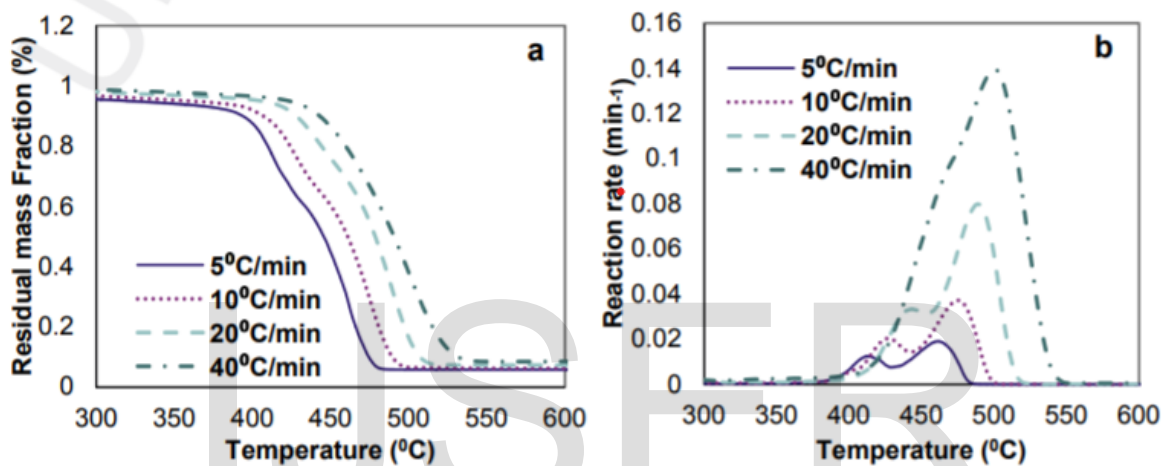 Residual mass Fraction (%)
1.2
1
0.8
0.6
0.4
0.2
0
a
5⁰C/min
10⁰C/min
20⁰C/min
40⁰C/min
300 350 400 450 500 550 600
Temperature (⁰C)
Reaction rate (min-1)
0.16
0.14
0.12
0.1
0.08
0.06
0.04
0.02
0
b
5⁰C/min
10⁰C/min
20⁰C/min
40⁰C/min
300 350 400 450 500 550 600
Temperature (⁰C)